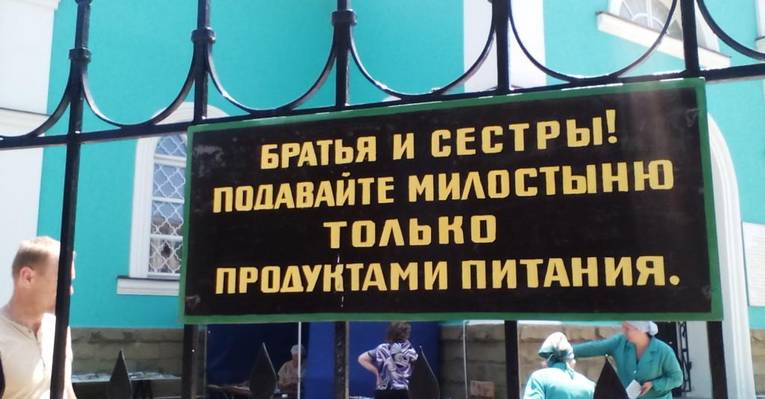 БРАТЬЯ И СЕСТРЫ!
ПОДАВАЙТЕ МИЛОСТЫНЮ
ТОЛЬКО
ПРОДУКТАМИ ПИТАНИЯ.